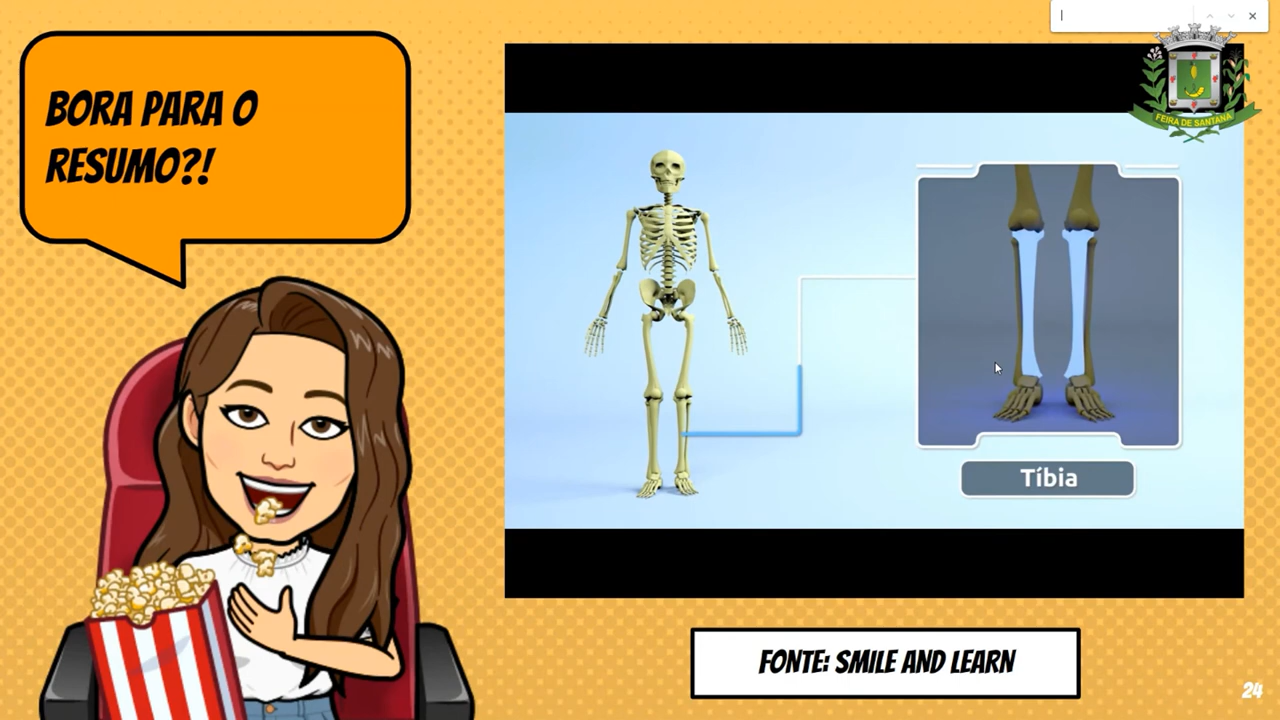 BORA PARA O
RESUMO?!
FEIRA DE SANTANA
Tíbia
FONTE: SMILE AND LEARN
24